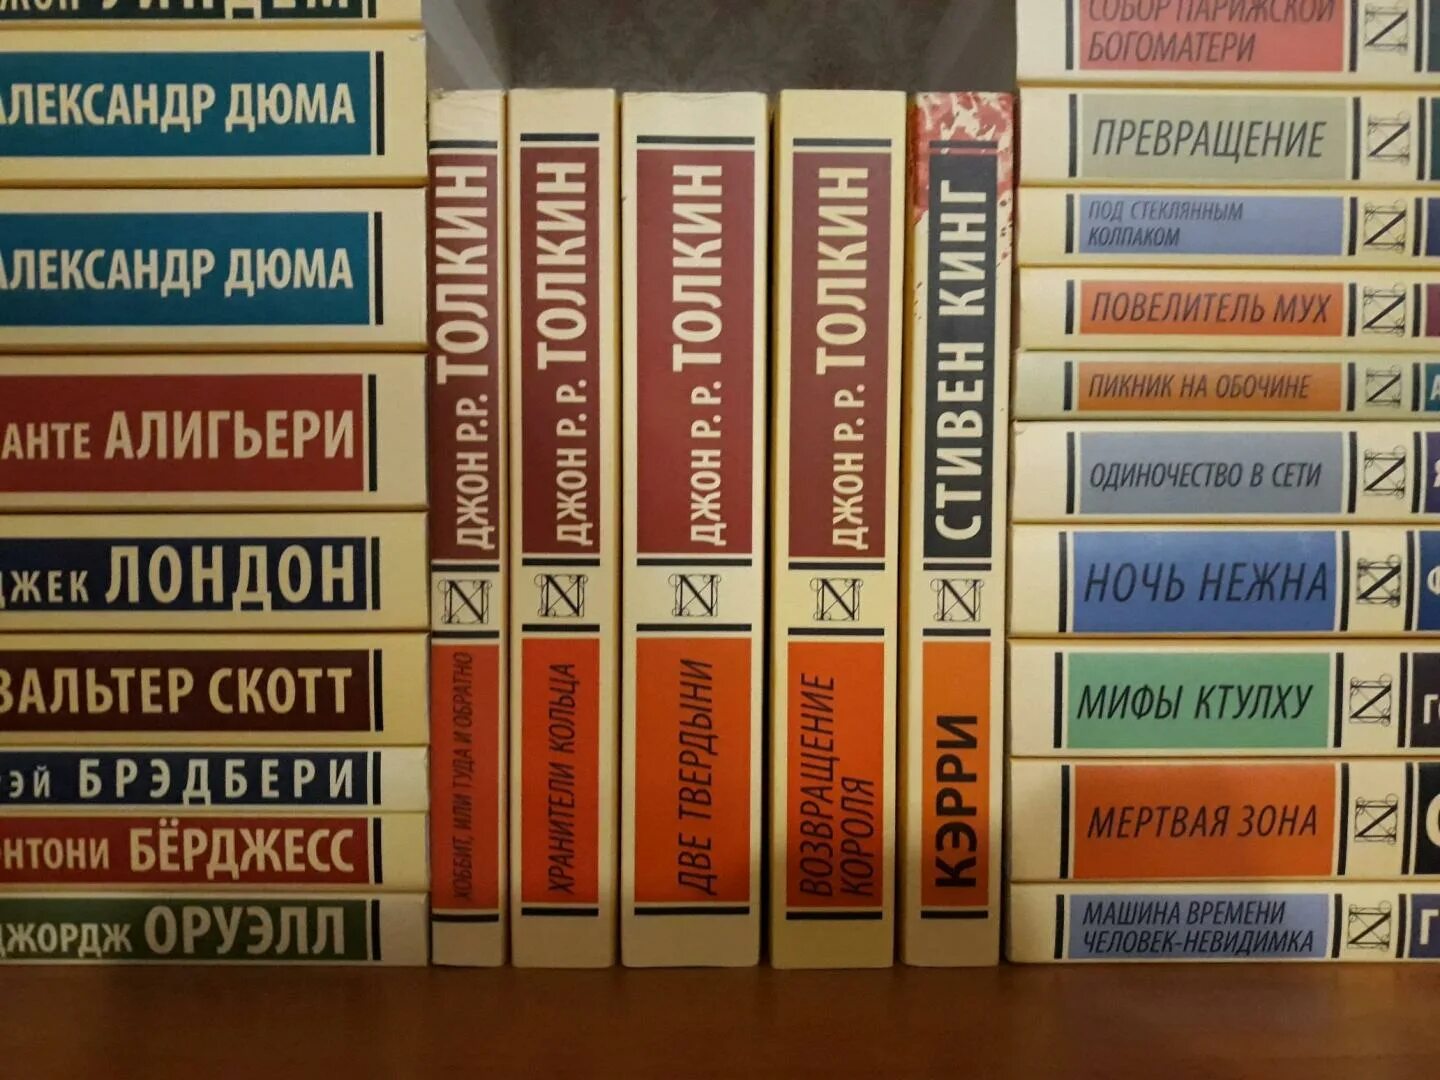 АЛЕКСАНДР ДЮМА
АЛЕКСАНДР ДЮМА
АНТЕ АЛИГЬЕРИ
ДЖЕК ЛОНДОН
ВАЛЬТЕР СКОТТ
РЭЙ БРЭДБЕРИ
ЭНТОНИ БЁРДЖЕСС
ДЖОРДЖ ОРУЭЛЛ
ДЖОН Р.Р. ТОЛКИН
ХОББИТ, ИЛИ ТУДА И ОБРАТНО
ДЖОН Р. Р. ТОЛКИН
ХРАНИТЕЛИ КОЛЬЦА
ДЖОН Р. Р. ТОЛКИН
ДВЕ ТВЕРДЫНИ
ДЖОН Р. Р. ТОЛКИН
ВОЗВРАЩЕНИЕ
КОРОЛЯ
СТИВЕН КИНГ
КЭРРИ
СОБОР ПАРИЖСКОЙ
БОГОМАТЕРИ
ПРЕВРАЩЕНИЕ
ПОД СТЕКЛЯННЫМ
КОЛПАКОМ
ПОВЕЛИТЕЛЬ МУХ
ПИКНИК НА ОБОЧИНЕ
ОДИНОЧЕСТВО В СЕТИ
НОЧЬ НЕЖНА
МИФЫ КТУЛХУ
МЕРТВАЯ ЗОНА
МАШИНА ВРЕМЕНИ
ЧЕЛОВЕК-НЕВИДИМКА